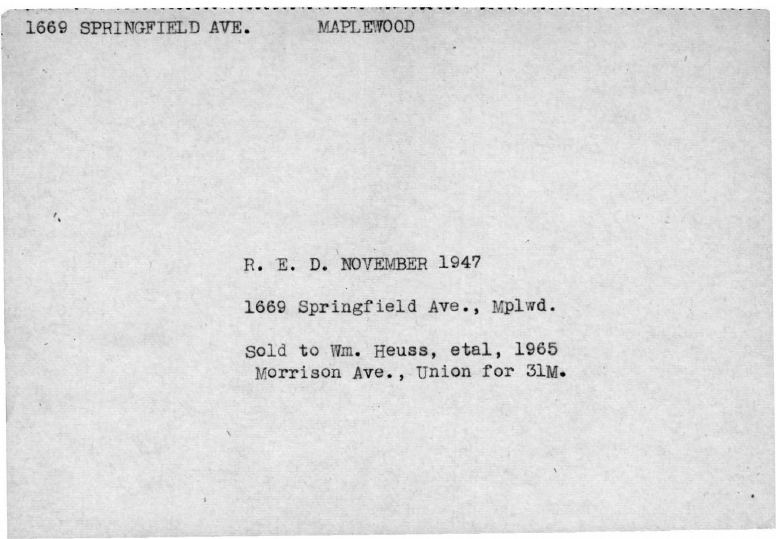 1669 SPRINGFIELD AVE. MAPLEWOOD
R. E. D. NOVEMBER 1947
1669 Springfield Ave., Mplwd.
Sold to Wm. Heuss, etal, 1965
Morrison Ave., Union for 31M.